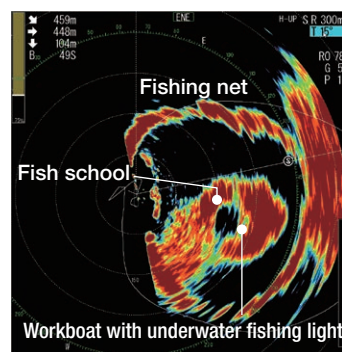 459m
448m
104m
B 49S
ENE
H-UP S R 300m
T 15°
RO 78
G 5
P 1
E
Fishing net
S
Fish school
Workboat with underwater fishing light